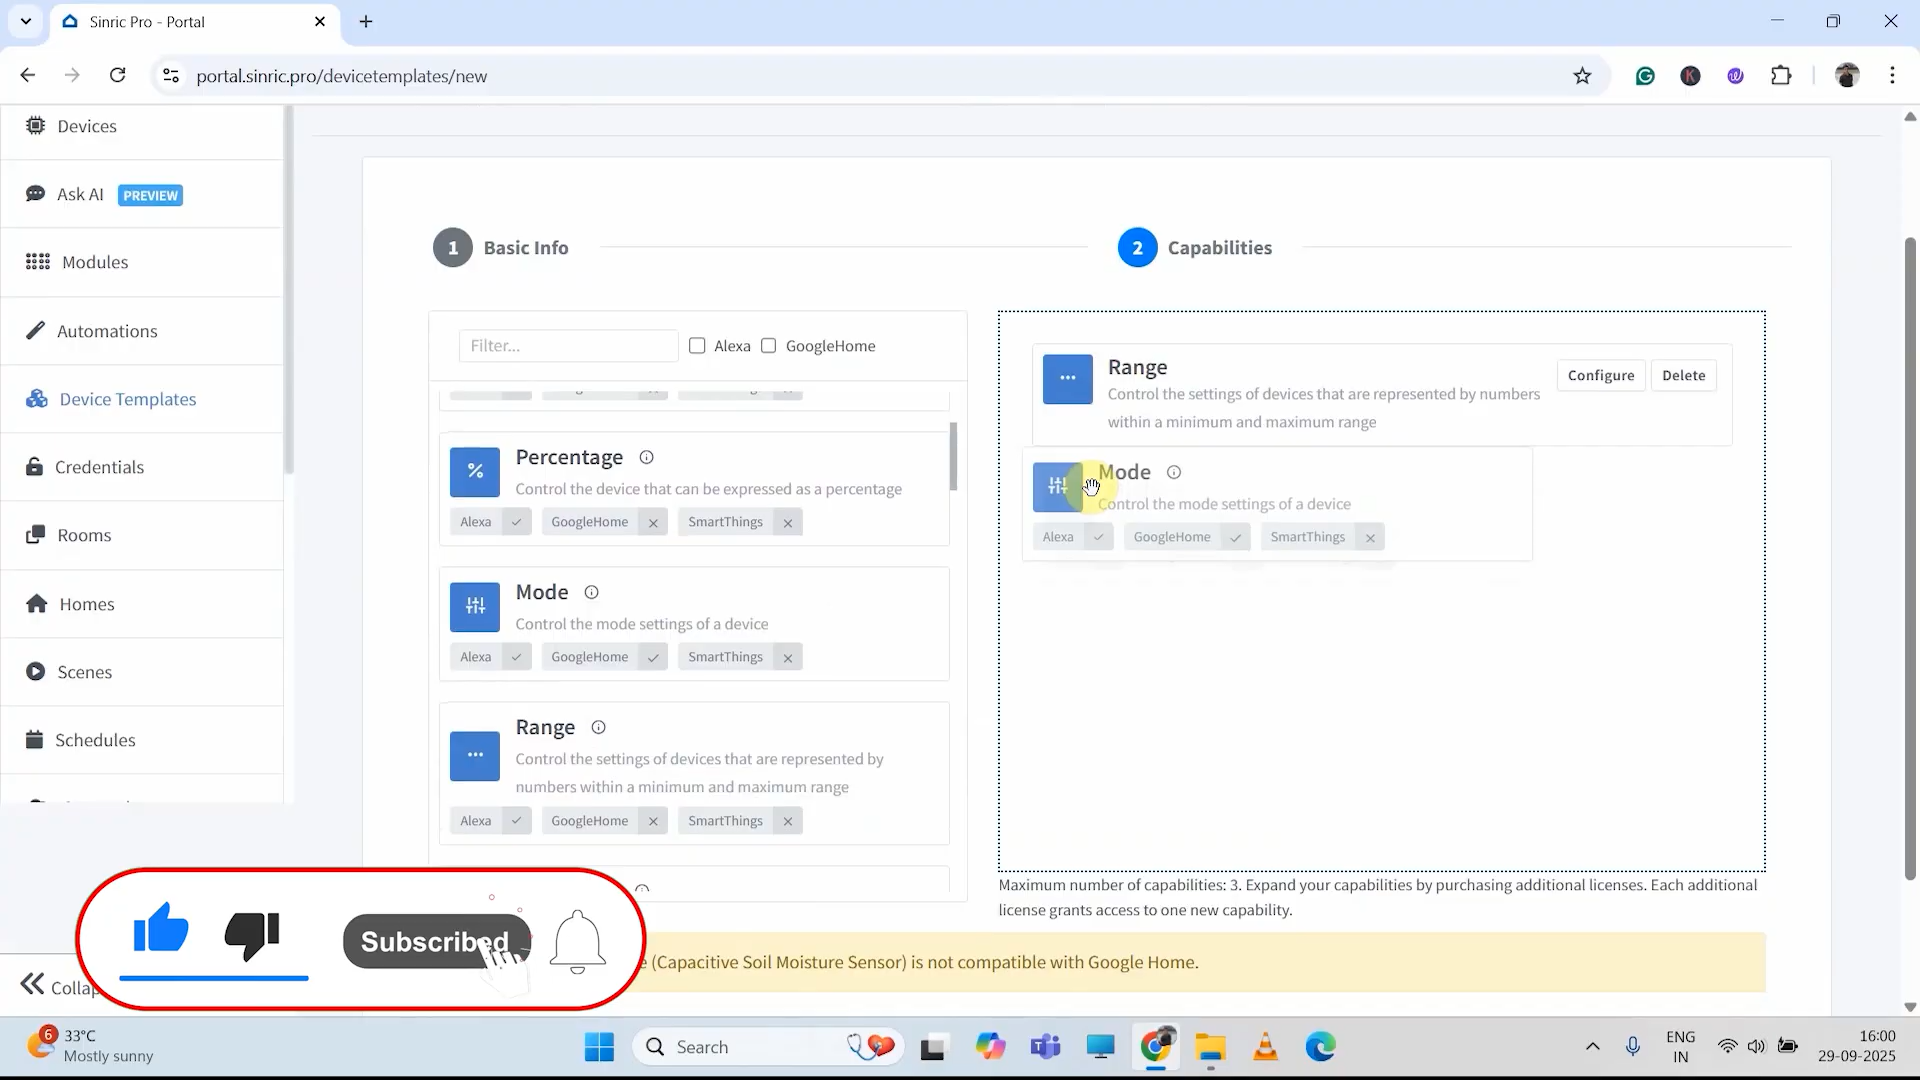 Sinric Pro - Portal
portal.sinric.pro/devicetemplates/new
Devices
Ask AI PREVIEW
Modules
Automations
Device Templates
Credentials
Rooms
Homes
Scenes
Schedules
1 Basic Info
2 Capabilities
Filter...
Alexa
GoogleHome
Percentage
Control the device that can be expressed as a percentage
Alexa GoogleHome SmartThings
Mode
Control the mode settings of a device
Alexa GoogleHome SmartThings
Range
Control the settings of devices that are represented by
numbers within a minimum and maximum range
Alexa GoogleHome SmartThings
Range
Control the settings of devices that are represented by numbers
within a minimum and maximum range
Configure Delete
Mode
Control the mode settings of a device
Alexa GoogleHome SmartThings
Maximum number of capabilities: 3. Expand your capabilities by purchasing additional licenses. Each additional
license grants access to one new capability.
(Capacitive Soil Moisture Sensor) is not compatible with Google Home.
Subscribed
6
33°C
Mostly sunny
Search
ENG
IN
16:00
29-09-2025